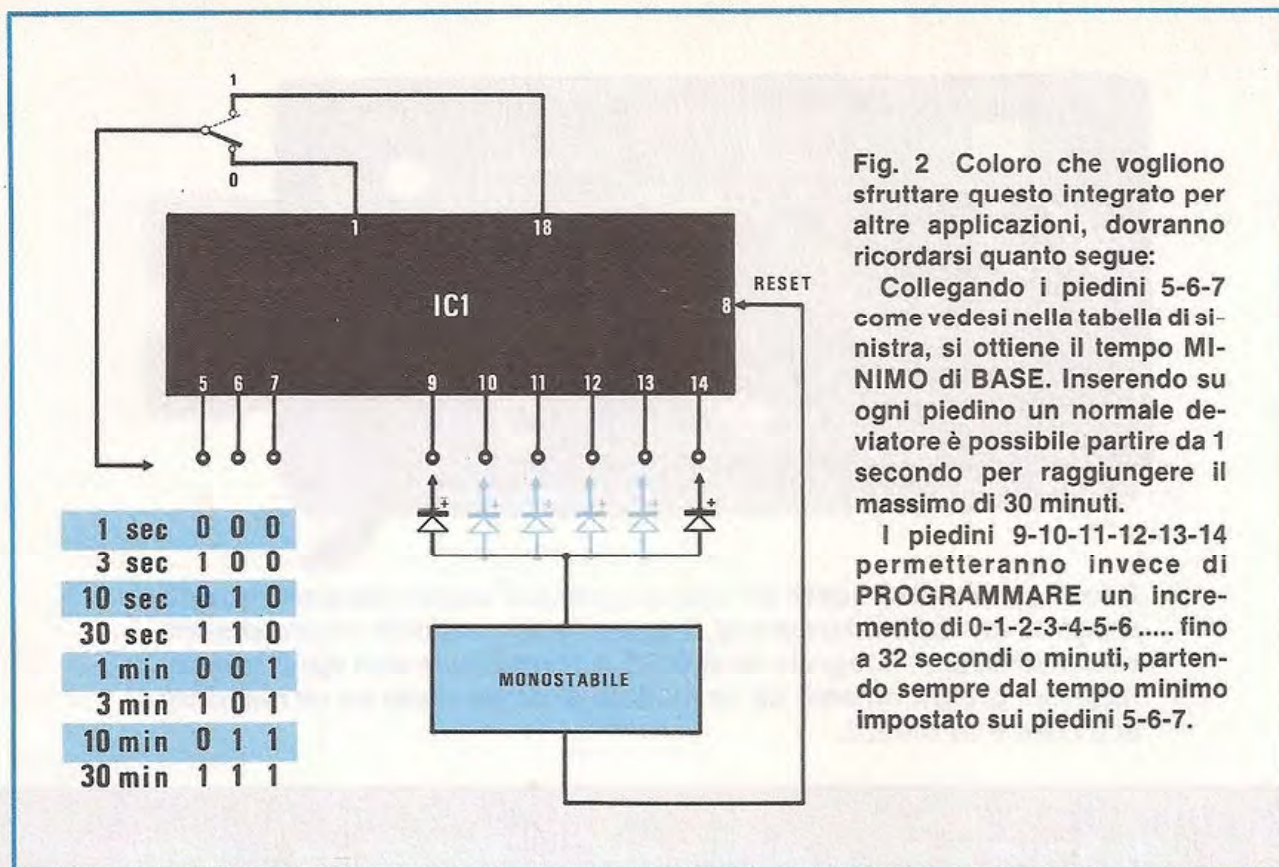 1
0
1 18
IC1
RESET
8
5 6 7 9 10 11 12 13 14
+ + + + + +
1 sec 0 0 0
3 sec 1 0 0
10 sec 0 1 0
30 sec 1 1 0
1 min 0 0 1
3 min 1 0 1
10 min 0 1 1
30 min 1 1 1
MONOSTABILE
Fig. 2 Coloro che vogliono
sfruttare questo integrato per
altre applicazioni, dovranno
ricordarsi quanto segue:
Collegando i piedini 5-6-7
come vedesi nella tabella di si-
nistra, si ottiene il tempo MI-
NIMO di BASE. Inserendo su
ogni piedino un normale de-
viatore è possibile partire da 1
secondo per raggiungere il
massimo di 30 minuti.
I piedini 9-10-11-12-13-14
permetteranno invece di
PROGRAMMARE un incre-
mento di 0-1-2-3-4-5-6 ..... fino
a 32 secondi o minuti, parten-
do sempre dal tempo minimo
impostato sui piedini 5-6-7.